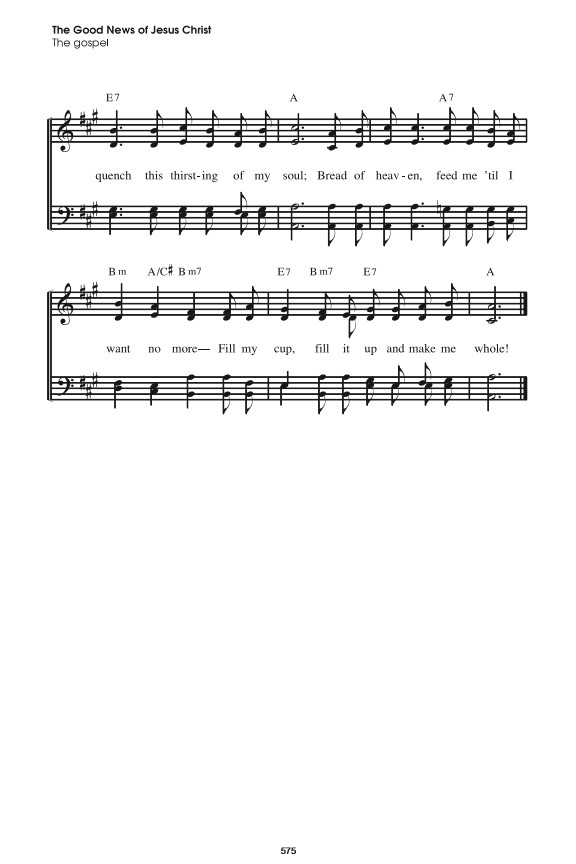 The Good News of Jesus Christ
The gospel
E7 A A7
quench this thirst-ing of my soul; Bread of heav-en, feed me 'til I
Bm A/C♯ Bm7 E7 Bm7 E7 A
want no more— Fill my cup, fill it up and make me whole!
575